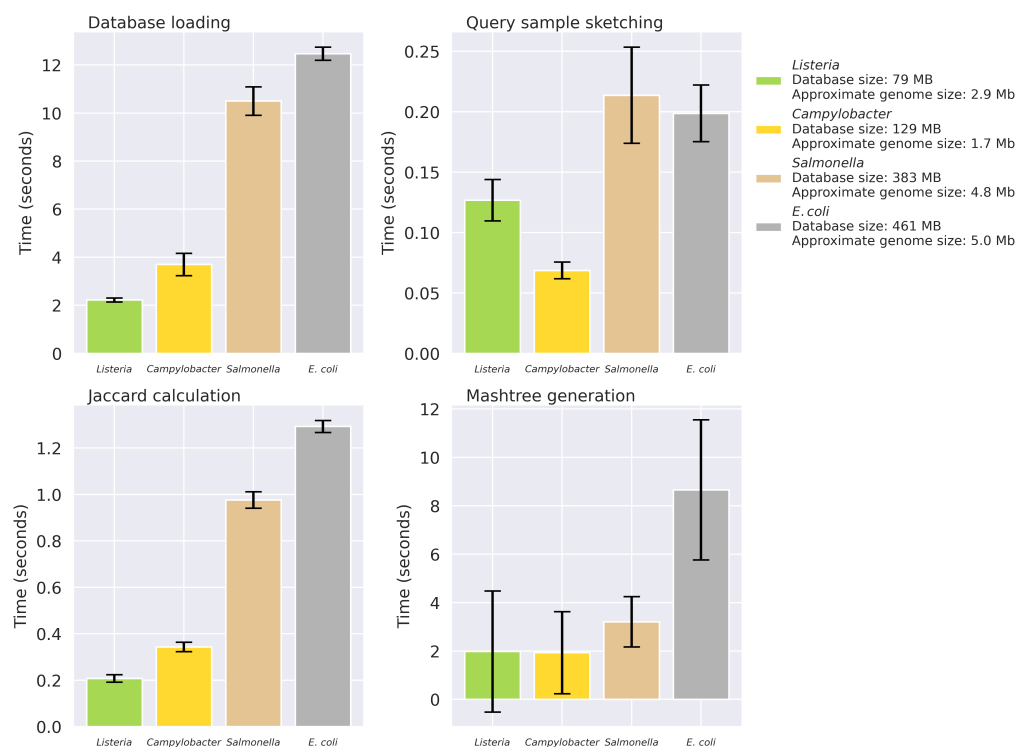 Database loading
Time (seconds)
12
10
8
6
4
2
0
Listeria
Campylobacter
Salmonella
E. coli
Query sample sketching
Time (seconds)
0.25
0.20
0.15
0.10
0.05
0.00
Listeria
Campylobacter
Salmonella
E. coli
Listeria
Database size: 79 MB
Approximate genome size: 2.9 Mb
Campylobacter
Database size: 129 MB
Approximate genome size: 1.7 Mb
Salmonella
Database size: 383 MB
Approximate genome size: 4.8 Mb
E. coli
Database size: 461 MB
Approximate genome size: 5.0 Mb
Jaccard calculation
Time (seconds)
1.2
1.0
0.8
0.6
0.4
0.2
0.0
Listeria
Campylobacter
Salmonella
E. coli
Mashtree generation
Time (seconds)
12
10
8
6
4
2
0
Listeria
Campylobacter
Salmonella
E. coli